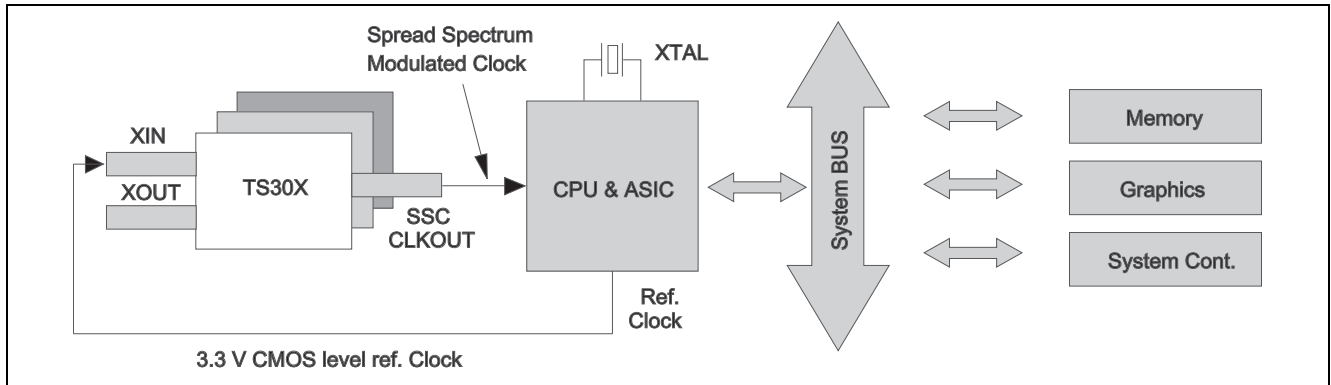 Spread Spectrum
Modulated Clock
XTAL
XIN
XOUT
TS30X
SSC
CLKOUT
CPU & ASIC
System BUS
Memory
Graphics
System Cont.
Ref.
Clock
3.3 V CMOS level ref. Clock